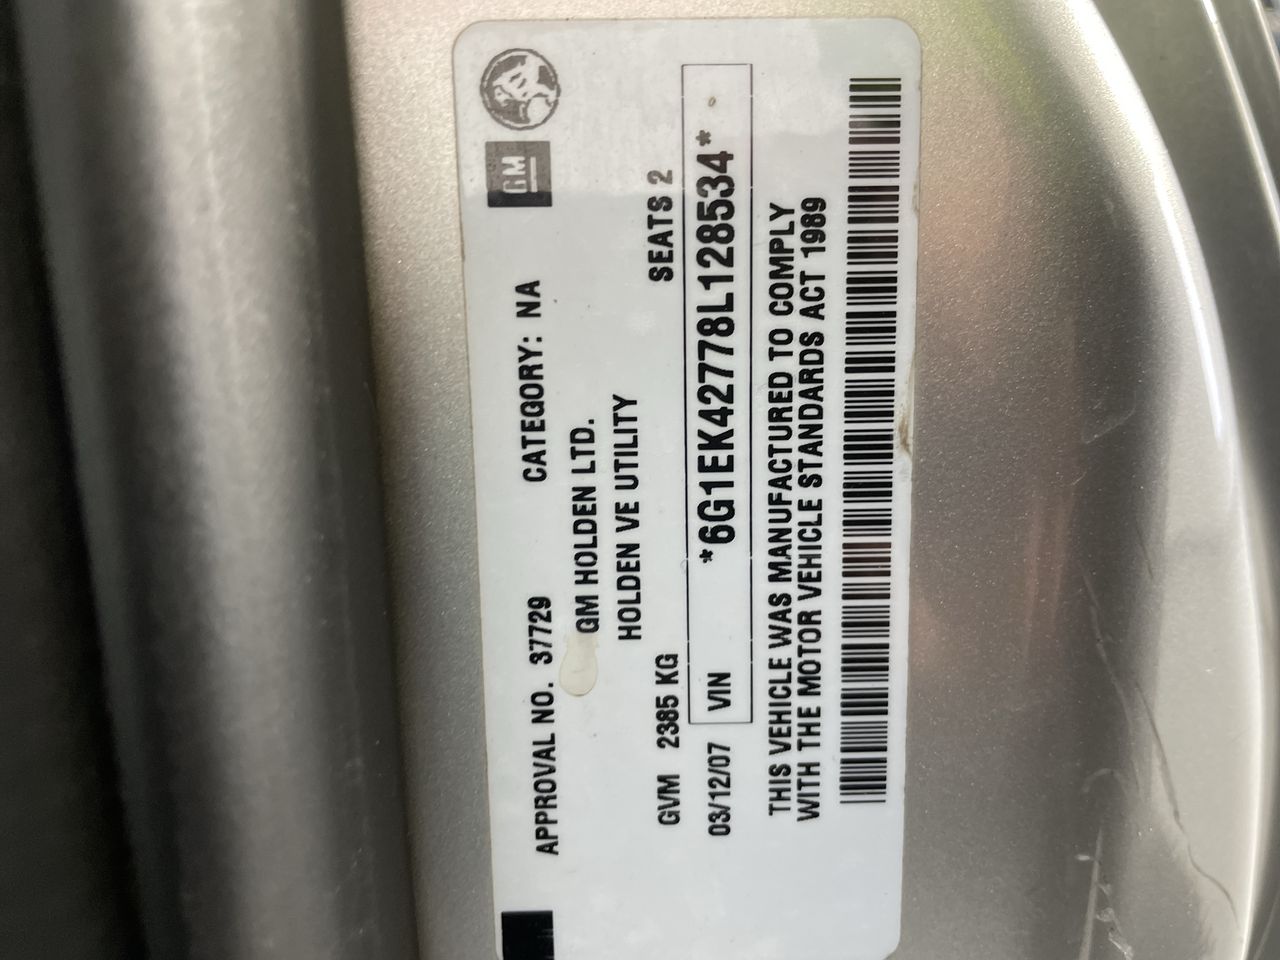 GM
APPROVAL NO. 37729 CATEGORY: NA
GM HOLDEN LTD.
HOLDEN VE UTILITY
GVM 2385 KG SEATS 2
03/12/07 VIN *6G1EK42778L128534*
THIS VEHICLE WAS MANUFACTURED TO COMPLY
WITH THE MOTOR VEHICLE STANDARDS ACT 1989